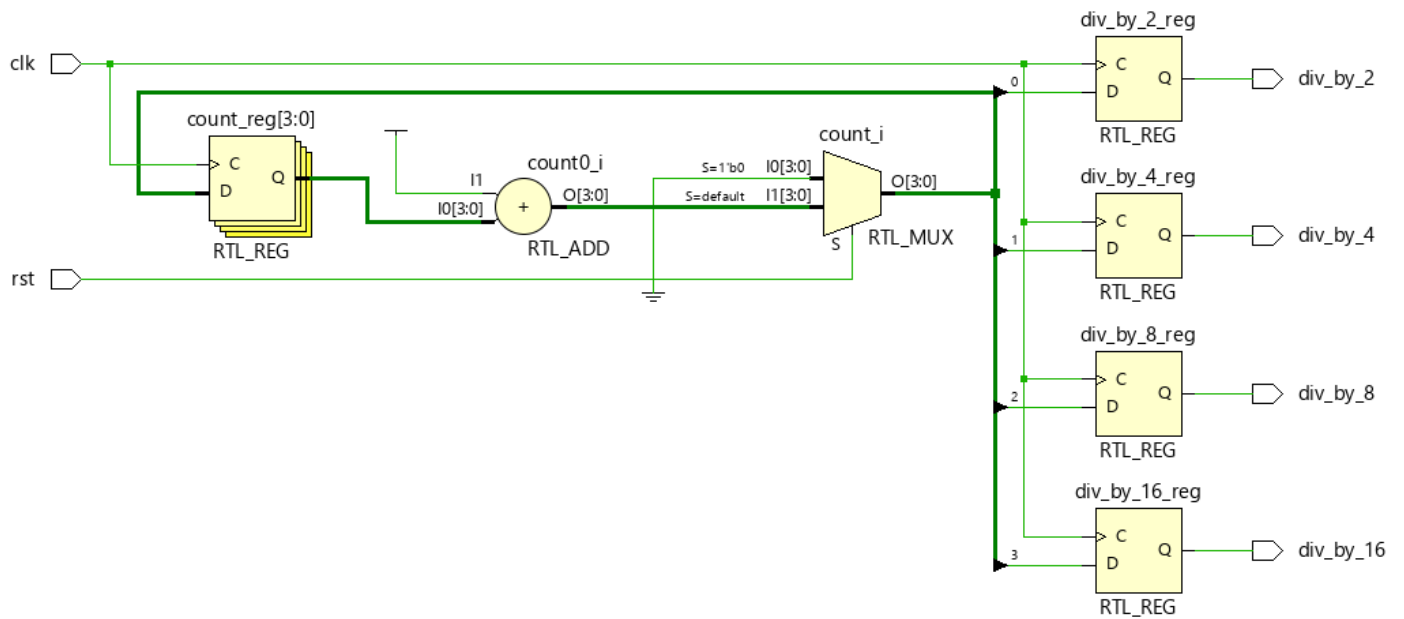 div_by_2_reg
clk
C
Q
div_by_2
0
D
count_reg[3:0]
RTL_REG
count_i
C
Q
D
count0_i
S=1'b0
I0[3:0]
div_by_4_reg
I1
O[3:0]
O[3:0]
S=default
I1[3:0]
I0[3:0]
+
C
Q
div_by_4
1
D
RTL_REG
RTL_ADD
S
RTL_MUX
rst
RTL_REG
div_by_8_reg
C
Q
div_by_8
2
D
RTL_REG
div_by_16_reg
C
Q
div_by_16
3
D
RTL_REG